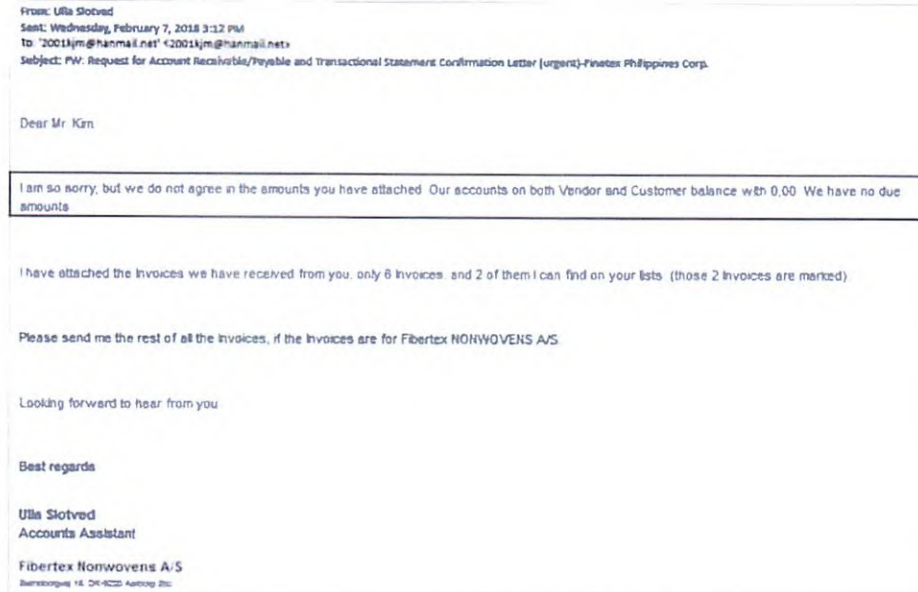 From: Ulla Slotved
Sent: Wednesday, February 7, 2018 3:12 PM
To: '2001kjm@hanmail.net' <2001kjm@hanmail.net>
Subject: FW: Request for Account Receivable/Payable and Transactional Statement Confirmation Letter (urgent)-Finetex Philippines Corp.
Dear Mr Kim
I am so sorry, but we do not agree in the amounts you have attached Our accounts on both Vendor and Customer balance with 0,00 We have no due
amounts
I have attached the Invoices we have received from you, only 6 Invoices, and 2 of them I can find on your lists (those 2 Invoices are marked)
Please send me the rest of all the Invoices, if the Invoices are for Fibertex NONWOVENS A/S
Looking forward to hear from you
Best regards
Ulla Slotved
Accounts Assistant
Fibertex Nonwovens A/S